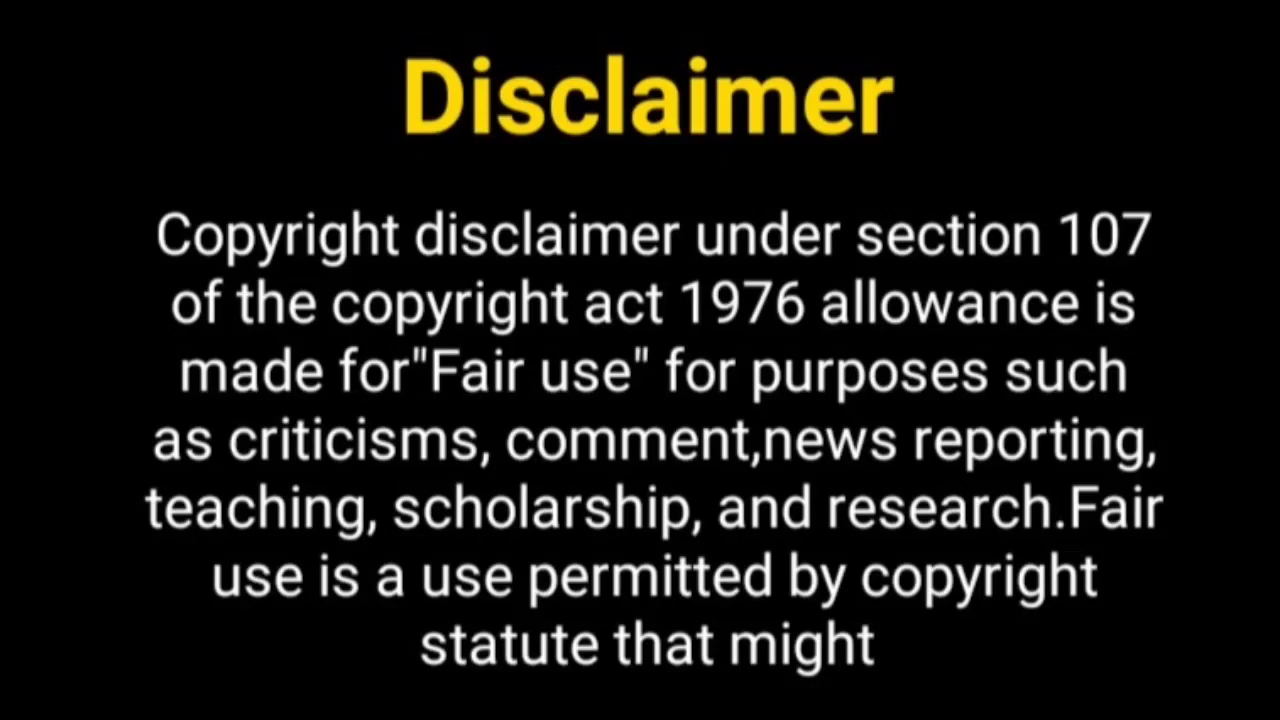 Disclaimer
Copyright disclaimer under section 107
of the copyright act 1976 allowance is
made for"Fair use" for purposes such
as criticisms, comment,news reporting,
teaching, scholarship, and research.Fair
use is a use permitted by copyright
statute that might